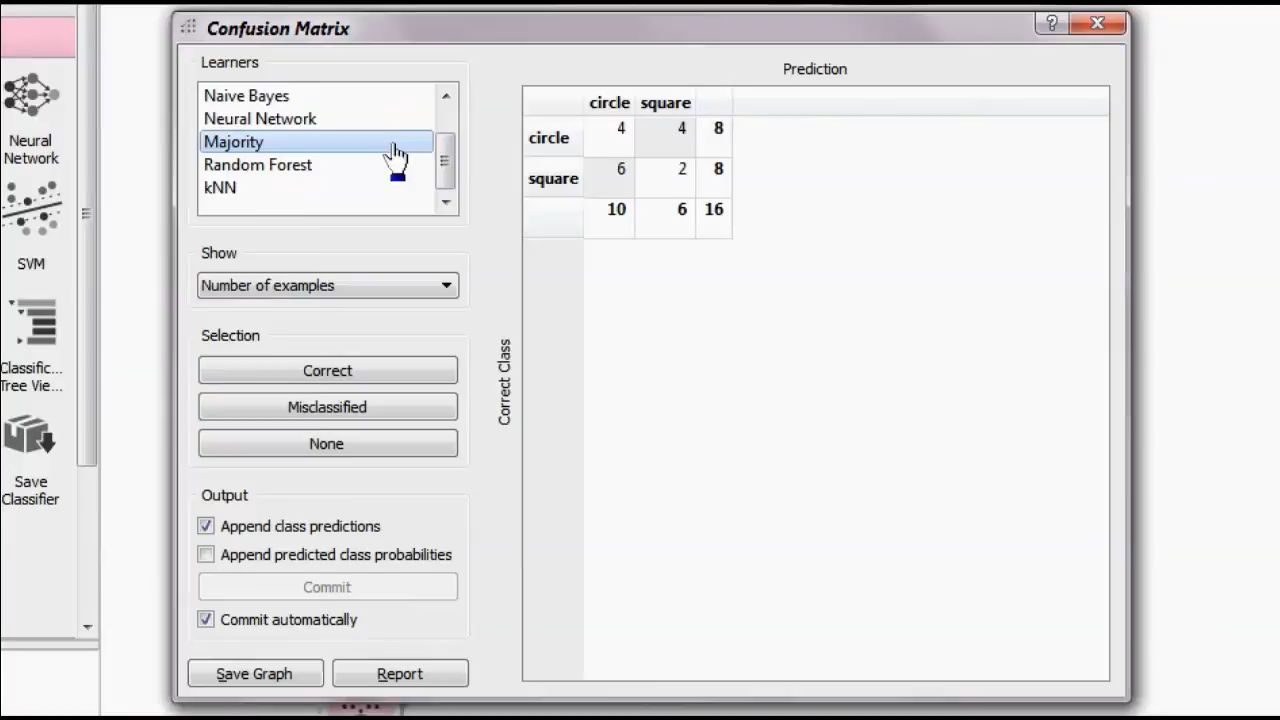 Confusion Matrix
?
Learners
Naive Bayes
Neural Network
Majority
Random Forest
kNN
Show
Number of examples
Selection
Correct
Misclassified
None
Output
Append class predictions
Append predicted class probabilities
Commit
Commit automatically
Save Graph
Report
Prediction
Correct Class
circle square
circle 4 4 8
square 6 2 8
10 6 16
Neural
Network
SVM
Classific...
Tree Vie...
Save
Classifier